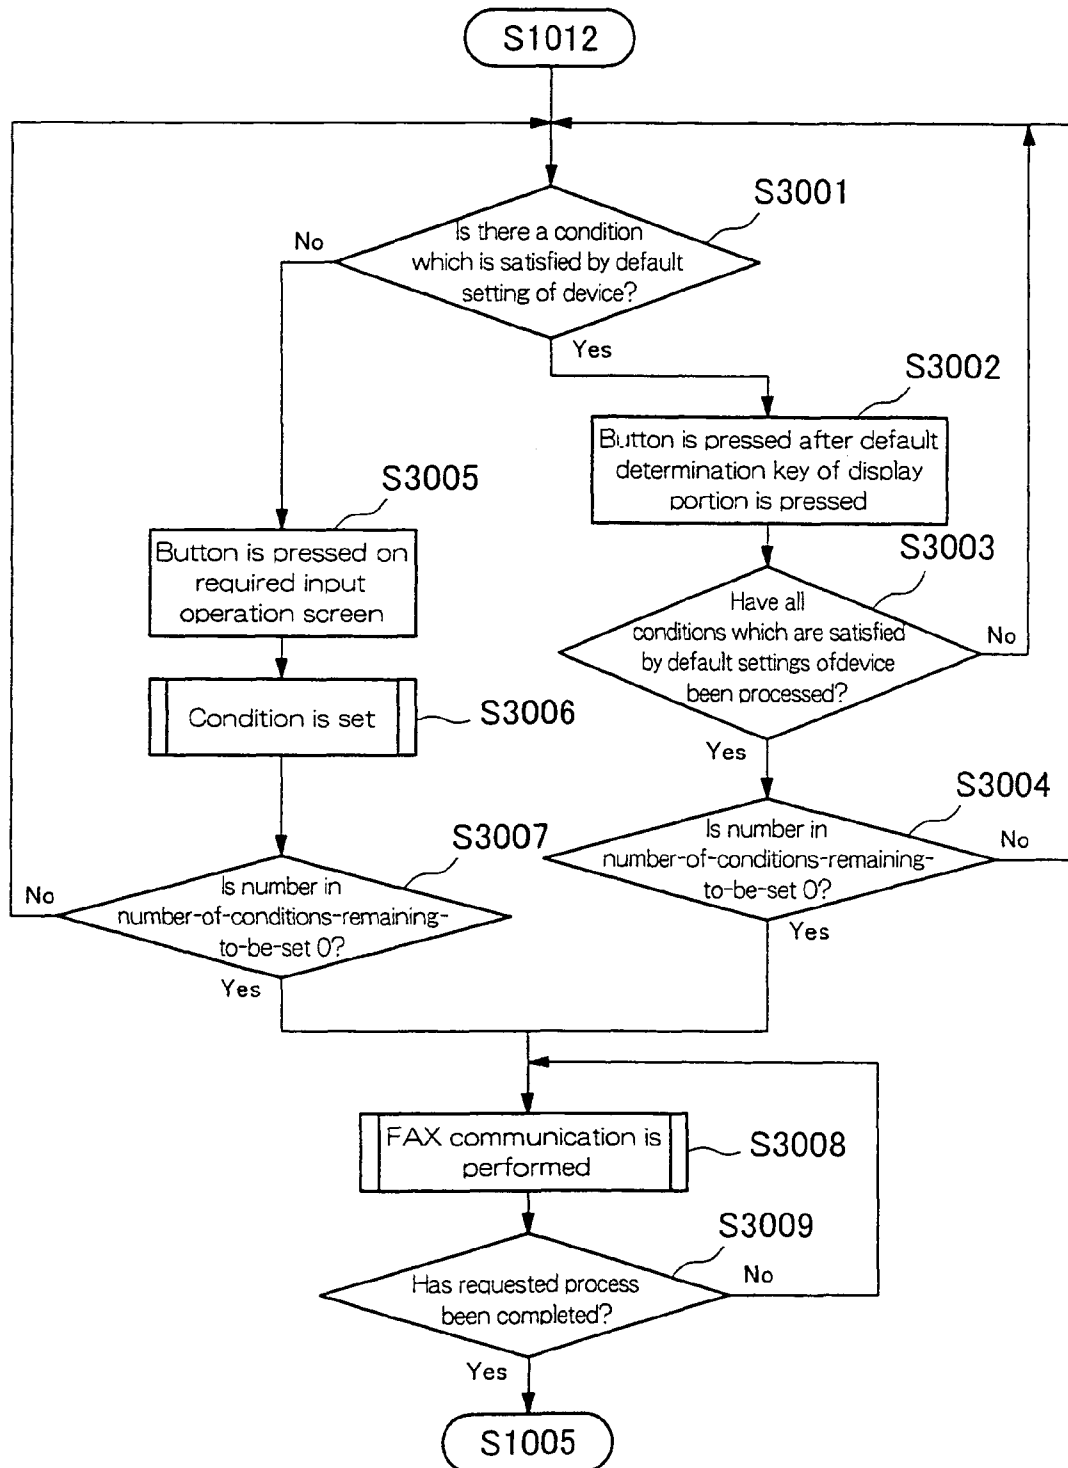 S1012
S3001
No
Is there a condition
which is satisfied by default
setting of device?
Yes
S3002
Button is pressed after default
determination key of display
portion is pressed
S3005
Button is pressed on
required input
operation screen
S3003
Have all
conditions which are satisfied
by default settings ofdevice
been processed?
No
Yes
Condition is set
S3006
S3004
Is number in
number-of-conditions-remaining-
to-be-set 0?
No
Yes
S3007
No
Is number in
number-of-conditions-remaining-
to-be-set 0?
Yes
FAX communication is
performed
S3008
S3009
Has requested process
been completed?
No
Yes
S1005